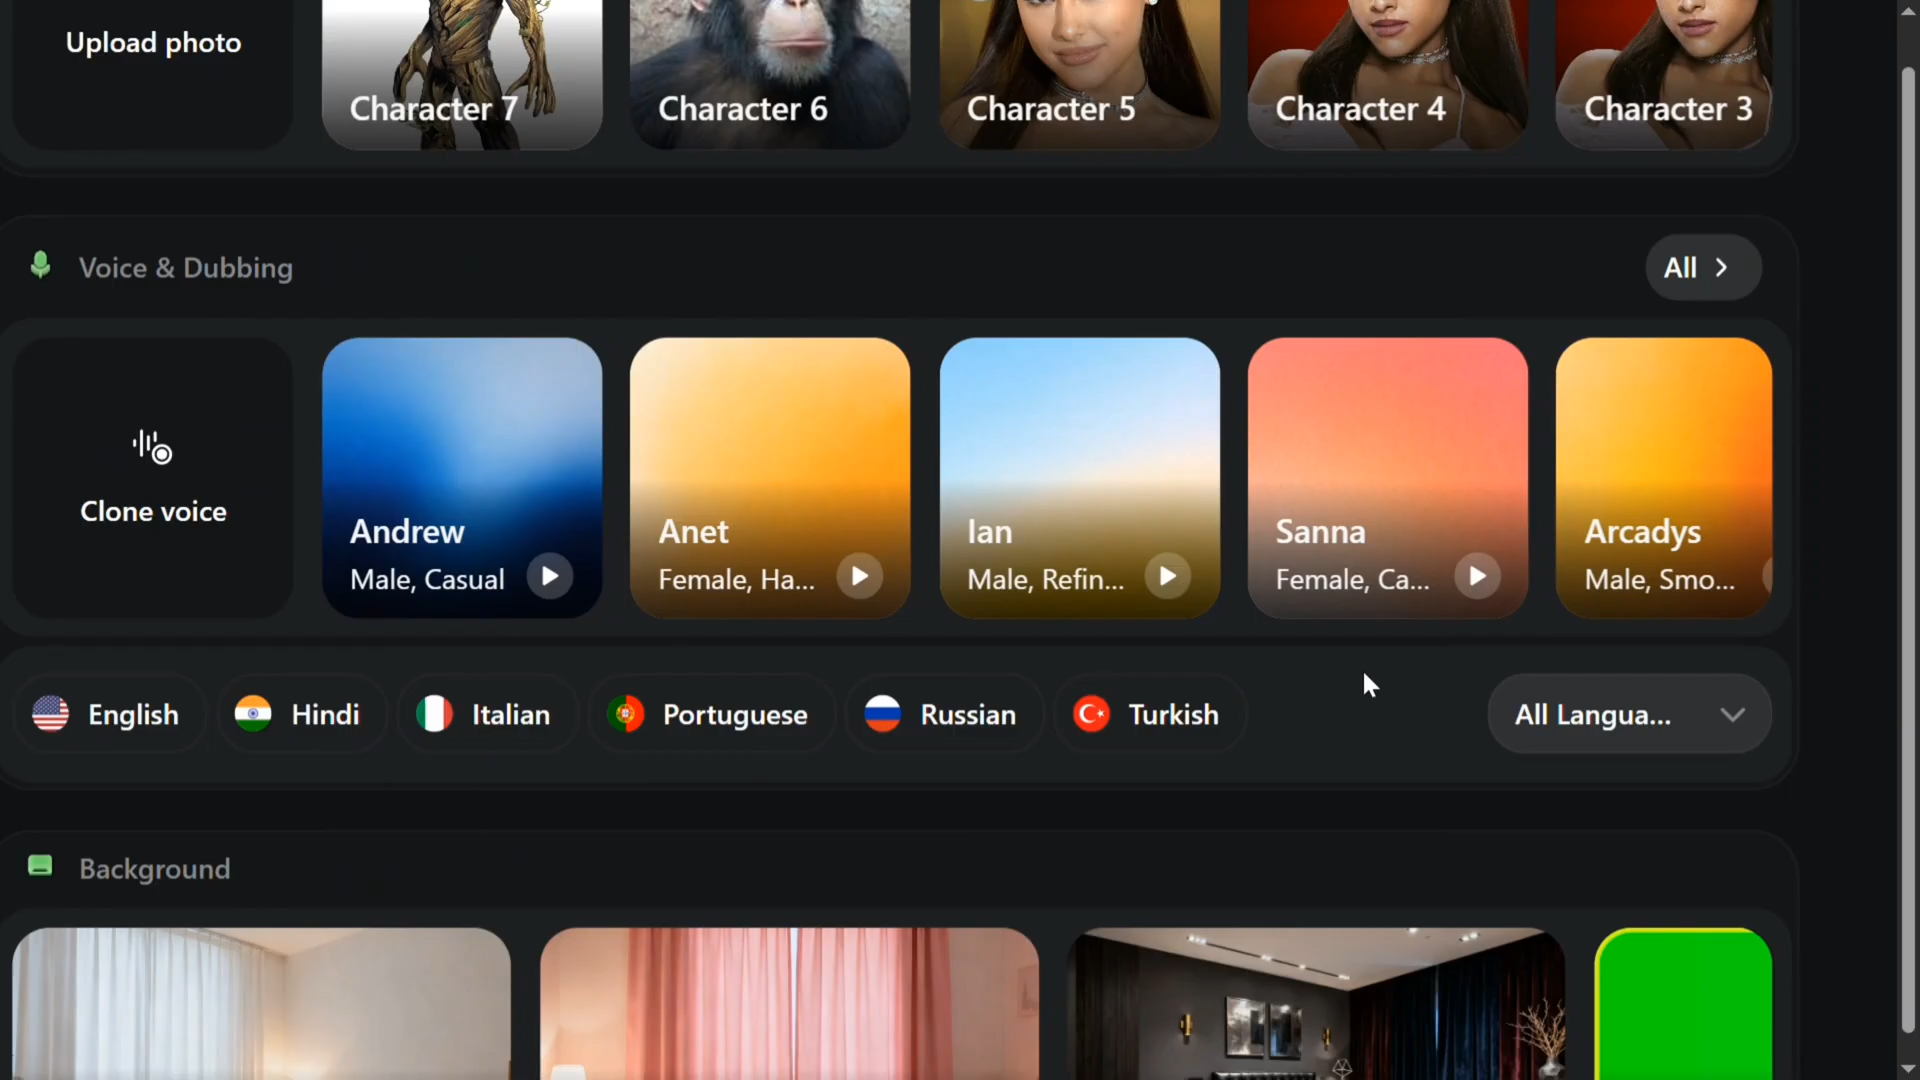 Upload photo
Character 7
Character 6
Character 5
Character 4
Character 3
Voice & Dubbing
All
Clone voice
Andrew
Male, Casual
Anet
Female, Ha...
Ian
Male, Refin...
Sanna
Female, Ca...
Arcadys
Male, Smo...
English
Hindi
Italian
Portuguese
Russian
Turkish
All Langua...
Background